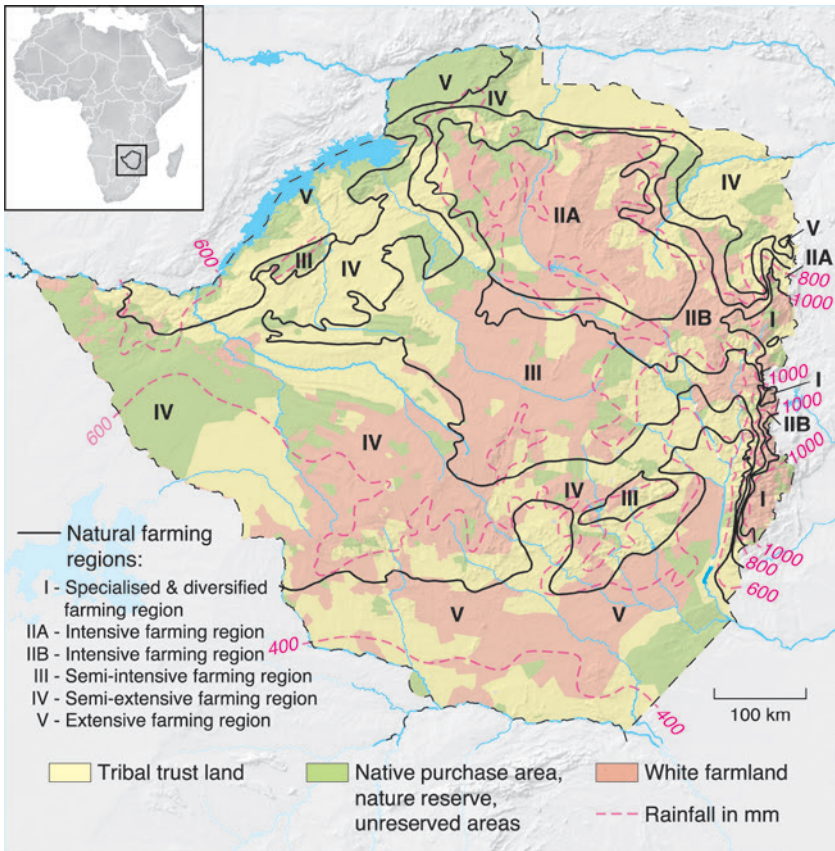 V
IV
V
IV
IIA
V
IIA
800
1000
600
III
IV
IIB
I
III
1000
I
1000
IIB
1000
IV
600
IV
IV
III
I
1000
800
600
V
V
400
400
Natural farming
regions:
I - Specialised & diversified
farming region
IIA - Intensive farming region
IIB - Intensive farming region
III - Semi-intensive farming region
IV - Semi-extensive farming region
V - Extensive farming region
100 km
Tribal trust land
Native purchase area,
nature reserve,
unreserved areas
White farmland
Rainfall in mm